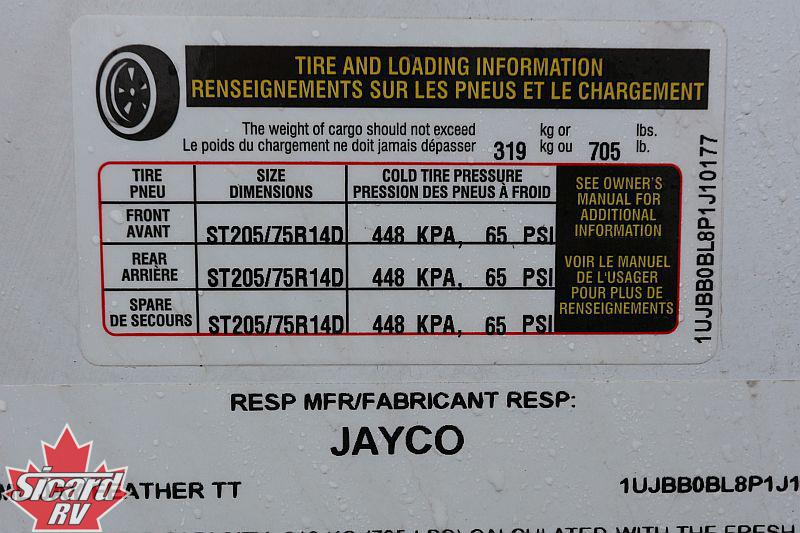 TIRE AND LOADING INFORMATION
RENSEIGNEMENTS SUR LES PNEUS ET LE CHARGEMENT
The weight of cargo should not exceed kg or lbs.
Le poids du chargement ne doit jamais dépasser 319 kg ou 705 lb.
TIRE SIZE COLD TIRE PRESSURE
PNEU DIMENSIONS PRESSION DES PNEUS À FROID
FRONT
AVANT ST205/75R14D 448 KPA, 65 PSI
REAR
ARRIÈRE ST205/75R14D 448 KPA, 65 PSI
SPARE
DE SECOURS ST205/75R14D 448 KPA, 65 PSI
SEE OWNER'S
MANUAL FOR
ADDITIONAL
INFORMATION
VOIR LE MANUEL
DE L'USAGER
POUR PLUS DE
RENSEIGNEMENTS
1UJBB0BL8P1J10177
RESP MFR/FABRICANT RESP:
JAYCO
EATHER TT 1UJBB0BL8P1J1
Sicard
RV
CALCULATED WITH THE FRESH